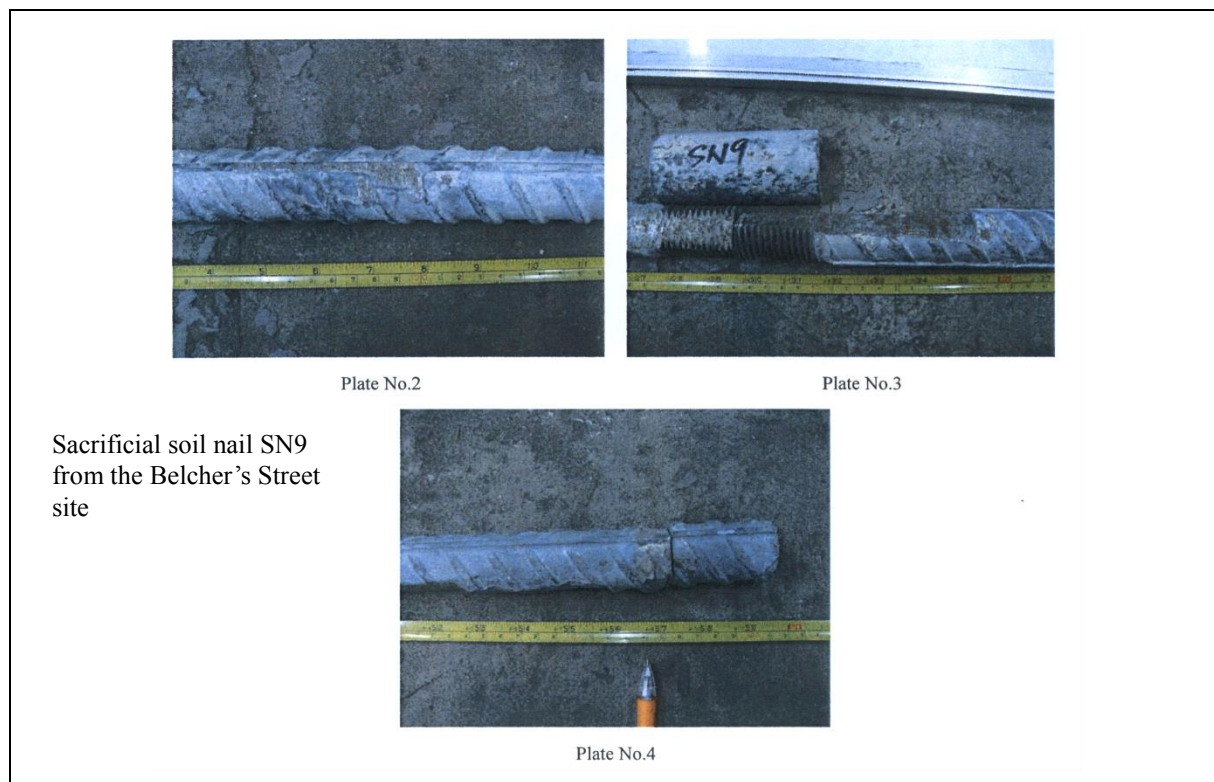 SN9
Plate No.2
Plate No.3
Sacrificial soil nail SN9
from the Belcher’s Street
site
Plate No.4